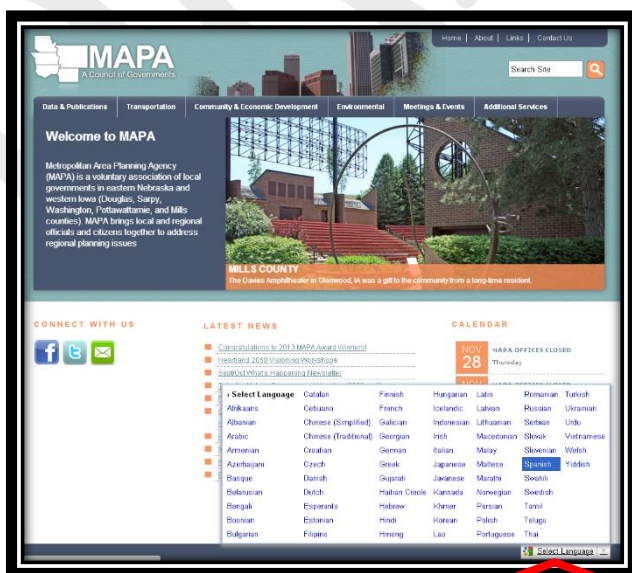 Home | About | Links | Contact Us
MAPA
A Council of Governments
Search Site
Data & Publications
Transportation
Community & Economic Development
Environmental
Meetings & Events
Additional Services
Welcome to MAPA
Metropolitan Area Planning Agency
(MAPA) is a voluntary association of local
governments in eastern Nebraska and
western Iowa (Douglas, Sarpy,
Washington, Pottawattamie, and Mills
counties). MAPA brings local and regional
officials and citizens together to address
regional planning issues
MILLS COUNTY
The Davies Amphitheater in Glenwood, IA was a gift to the community from a long-time resident.
CONNECT WITH US
LATEST NEWS
Congratulations to 2013 MAPA Award Winners!
Heartland 2050 Visioning Workshops
Sept/Oct What's Happening Newsletter
CALENDAR
NOV
28
MAPA OFFICES CLOSED
Thursday
NOV
MAPA OFFICES CLOSED
› Select Language Catalan Finnish Hungarian Latin Romanian Turkish
Afrikaans Cebuano French Icelandic Latvian Russian Ukrainian
Albanian Chinese (Simplified) Galician Indonesian Lithuanian Serbian Urdu
Arabic Chinese (Traditional) Georgian Irish Macedonian Slovak Vietnamese
Armenian Croatian German Italian Malay Slovenian Welsh
Azerbaijani Czech Greek Japanese Maltese Spanish Yiddish
Basque Danish Gujarati Javanese Marathi Swahili
Belarusian Dutch Haitian Creole Kannada Norwegian Swedish
Bengali Esperanto Hebrew Khmer Persian Tamil
Bosnian Estonian Hindi Korean Polish Telugu
Bulgarian Filipino Hmong Lao Portuguese Thai
Select Language